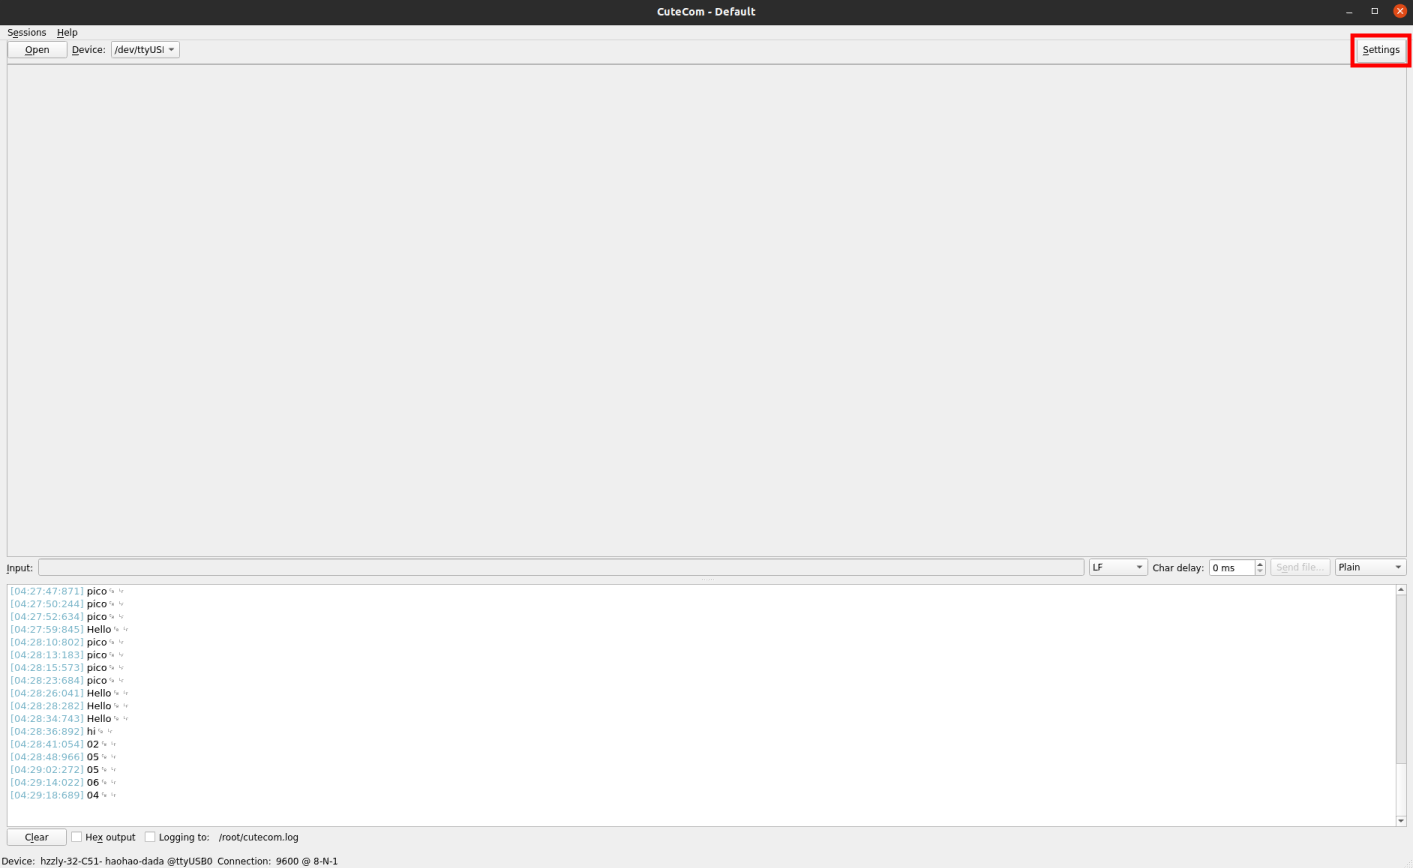 CuteCom - Default
Sessions Help
Open Device: /dev/ttyUSI Settings
Input: LF Char delay: 0 ms Send file... Plain
[04:27:47:871] pico
[04:27:50:244] pico
[04:27:52:634] pico
[04:27:59:845] Hello
[04:28:10:802] pico
[04:28:13:183] pico
[04:28:15:573] pico
[04:28:23:684] pico
[04:28:26:041] Hello
[04:28:28:282] Hello
[04:28:34:743] Hello
[04:28:36:892] hi
[04:28:41:054] 02
[04:28:48:966] 05
[04:29:02:272] 05
[04:29:14:022] 06
[04:29:18:689] 04
Clear Hex output Logging to: /root/cutecom.log
Device: hzzly-32-C51- haohao-dada @ttyUSB0 Connection: 9600 @ 8-N-1